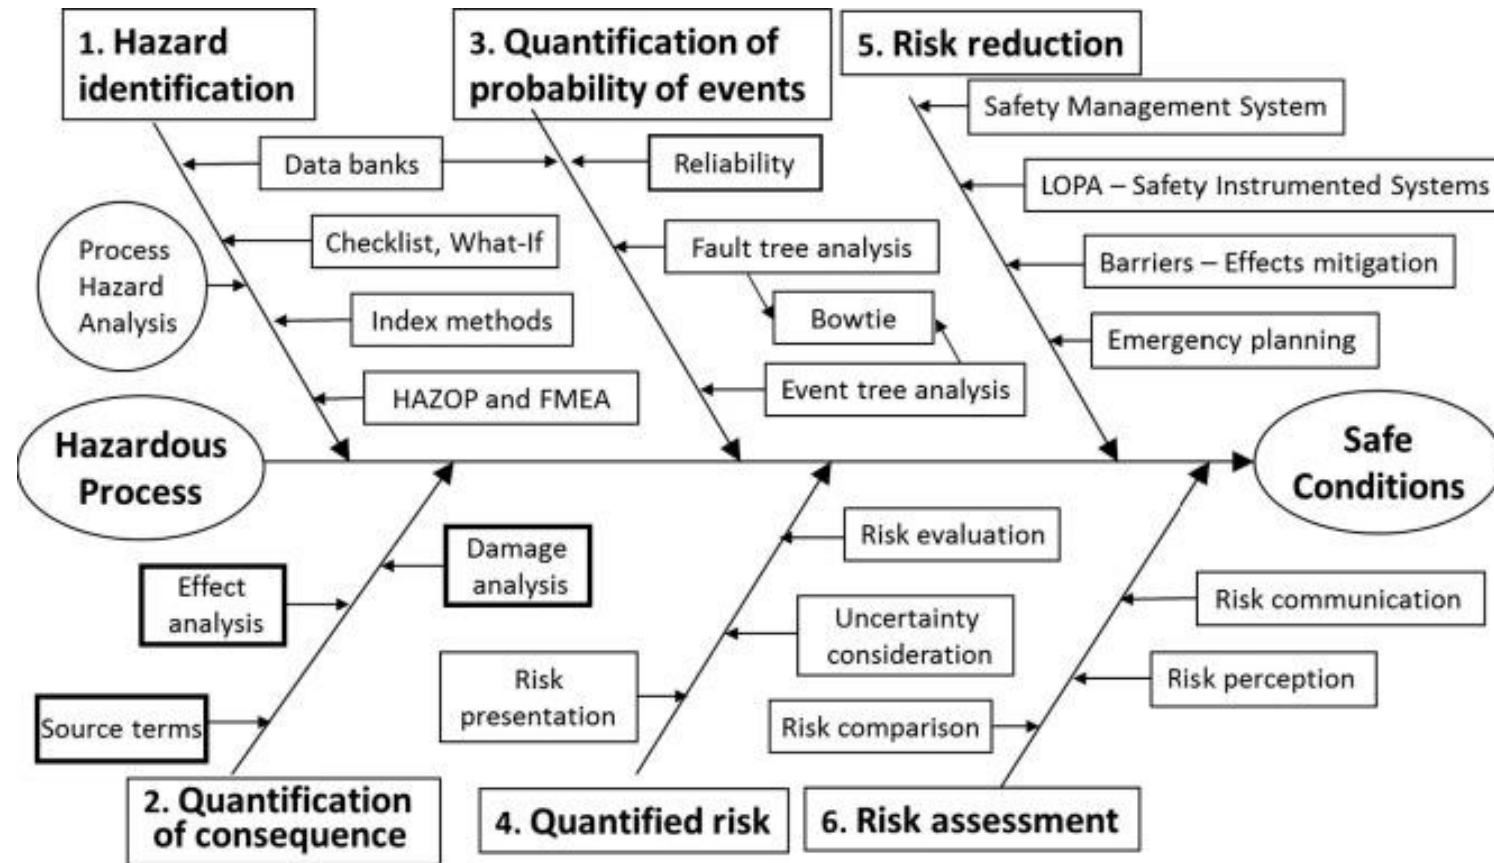 1. Hazard
identification
3. Quantification of
probability of events
5. Risk reduction
Safety Management System
Data banks
Reliability
LOPA – Safety Instrumented Systems
Process
Hazard
Analysis
Checklist, What-If
Fault tree analysis
Barriers – Effects mitigation
Index methods
Bowtie
Emergency planning
HAZOP and FMEA
Event tree analysis
Hazardous
Process
Safe
Conditions
Damage
analysis
Risk evaluation
Effect
analysis
Uncertainty
consideration
Risk communication
Risk
presentation
Risk perception
Source terms
Risk comparison
2. Quantification
of consequence
4. Quantified risk
6. Risk assessment